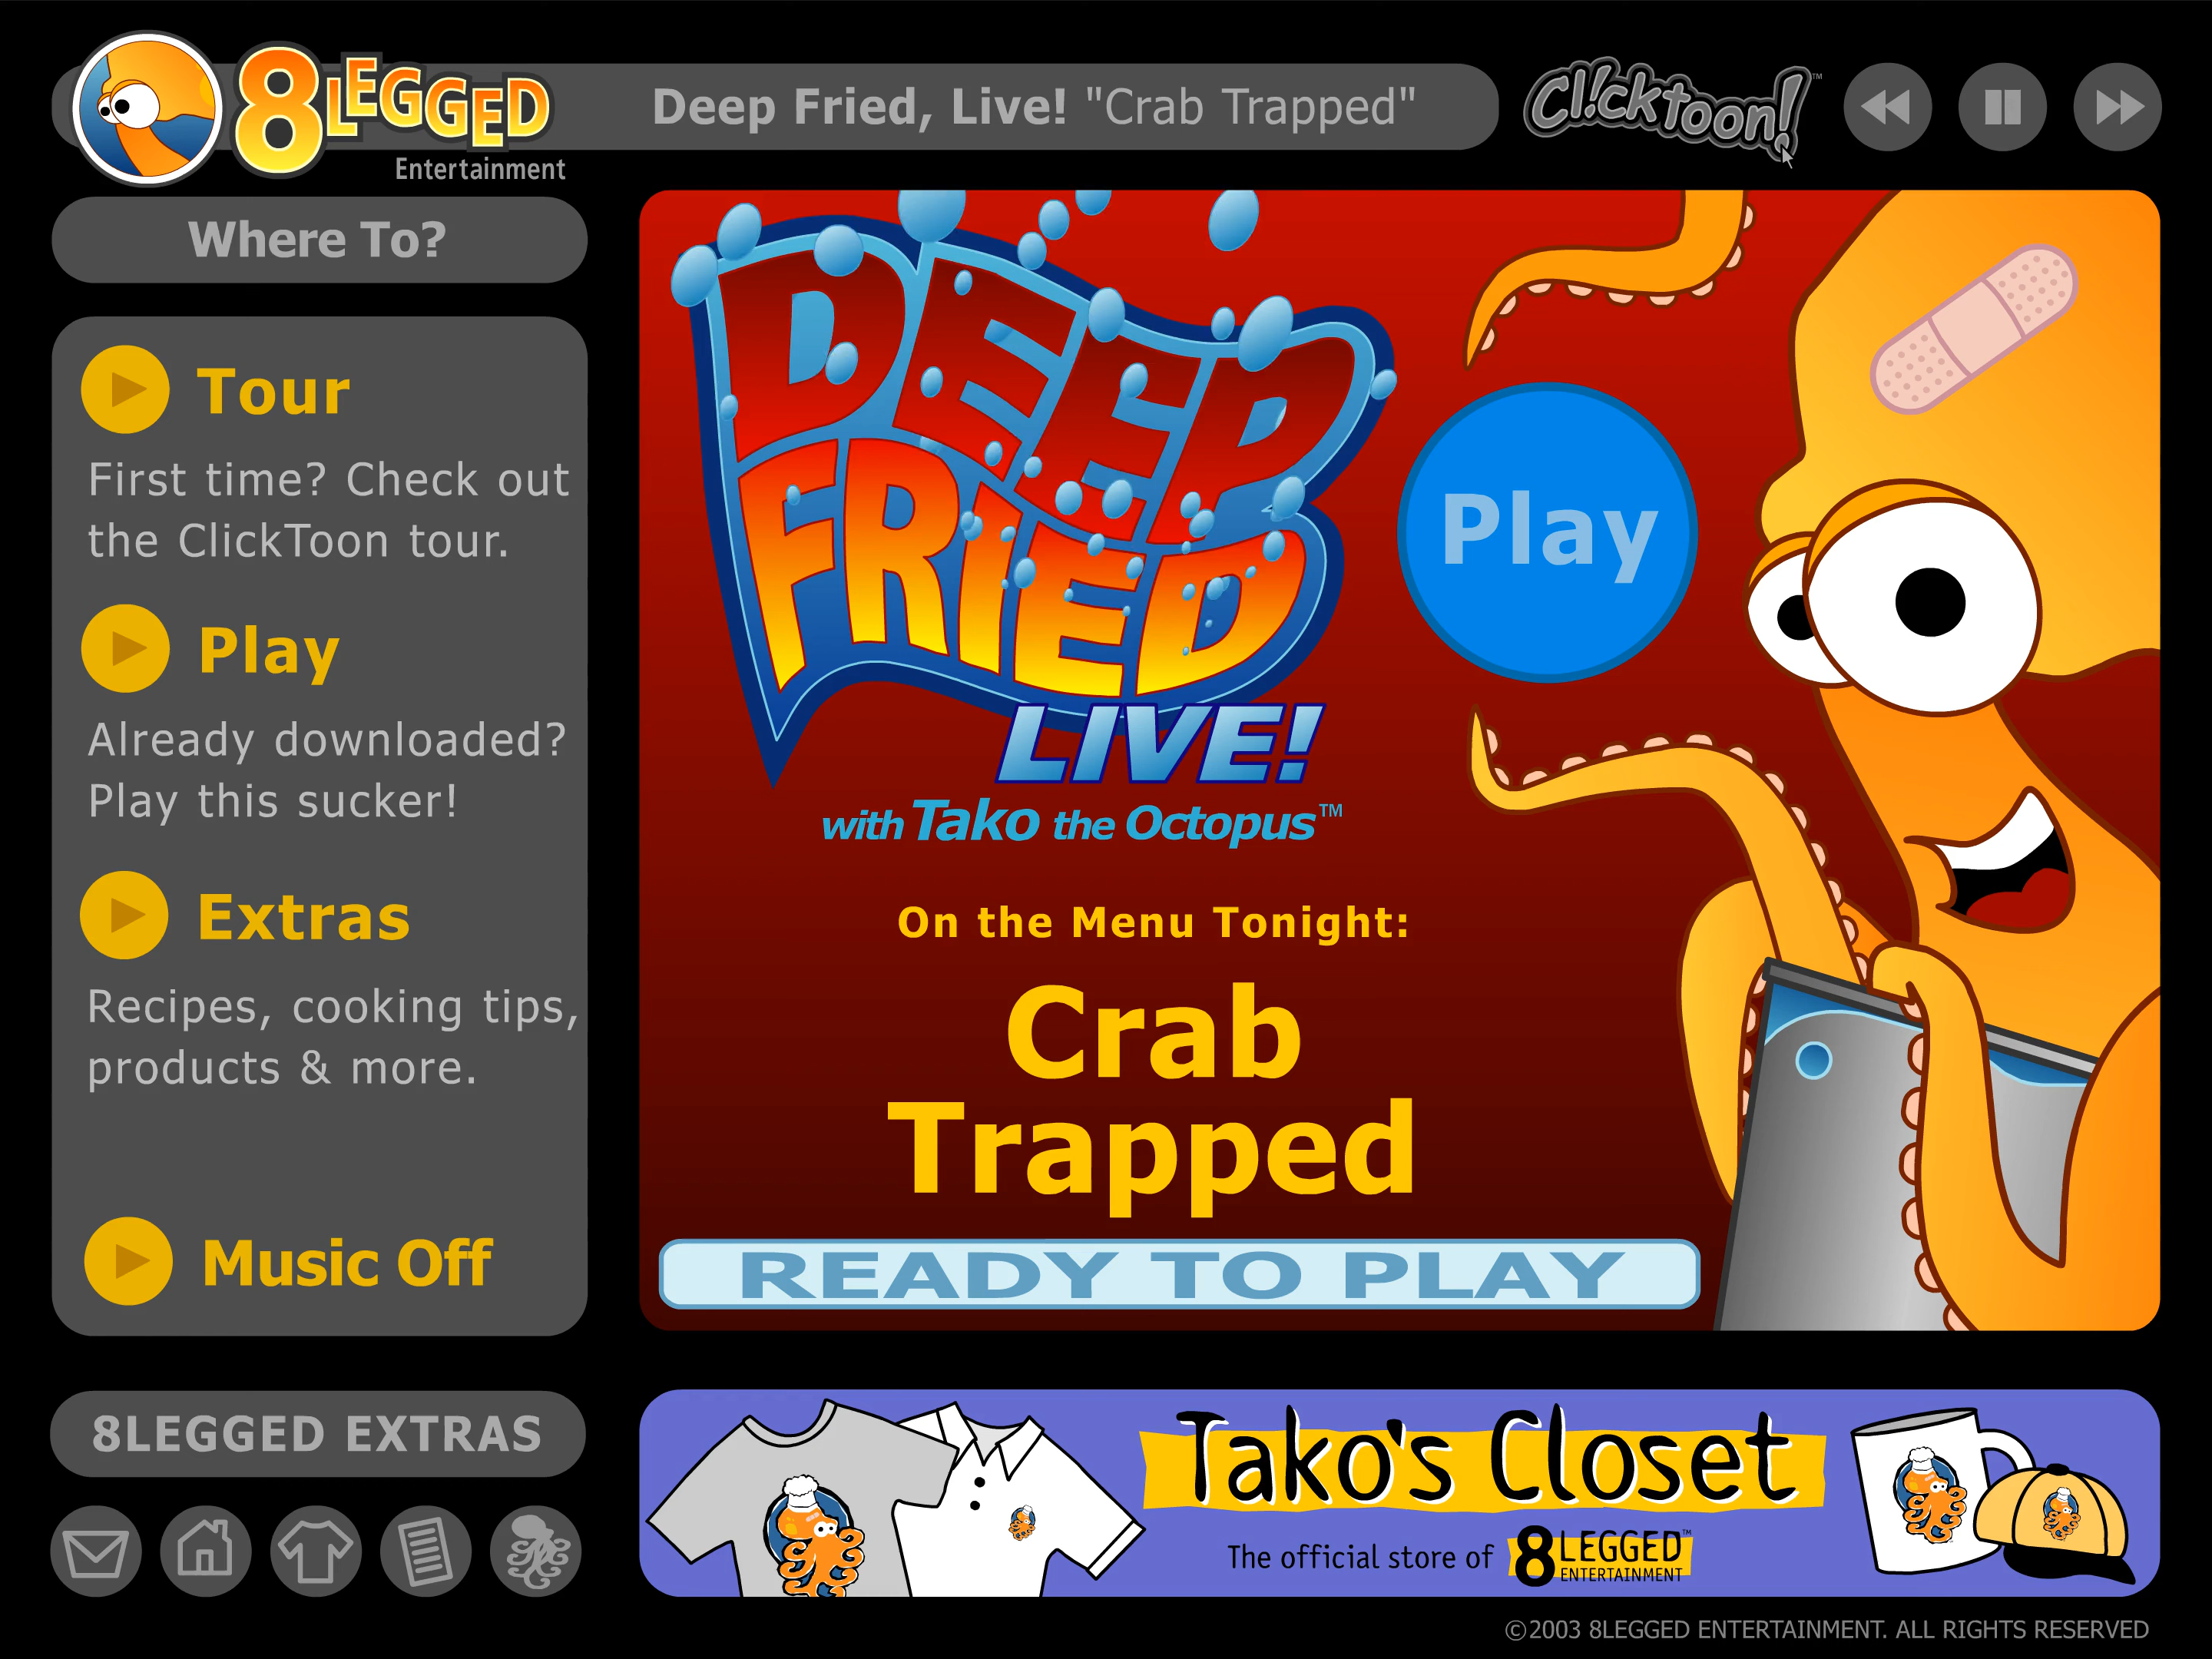 8LEGGED
Entertainment
Deep Fried, Live! "Crab Trapped"
Cl!cktoon!™
Where To?
Tour
First time? Check out
the ClickToon tour.
Play
Already downloaded?
Play this sucker!
Extras
Recipes, cooking tips,
products & more.
Music Off
DEEP
FRIED
LIVE!
with Tako the Octopus™
Play
On the Menu Tonight:
Crab
Trapped
READY TO PLAY
8LEGGED EXTRAS
Tako's Closet
The official store of 8LEGGED™
ENTERTAINMENT
©2003 8LEGGED ENTERTAINMENT. ALL RIGHTS RESERVED